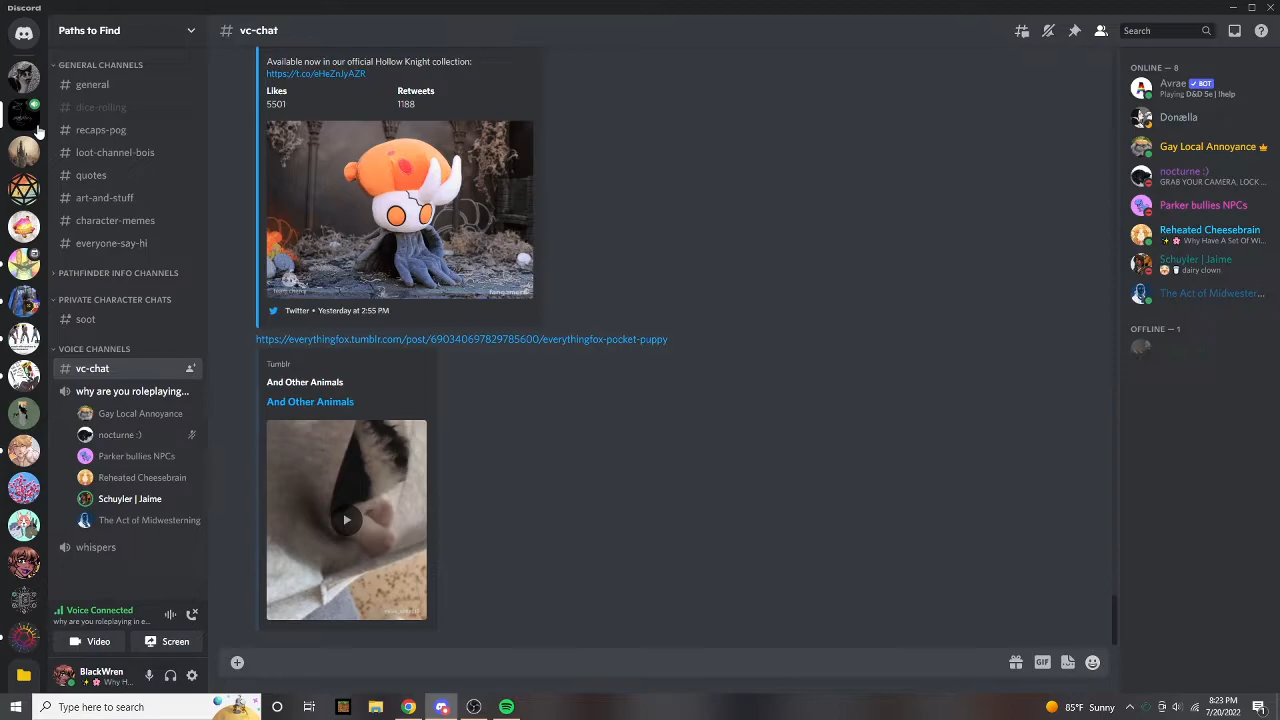 Discord
Paths to Find
# vc-chat
Search
GENERAL CHANNELS
# general
# dice-rolling
# recaps-pog
# loot-channel-bois
# quotes
# art-and-stuff
# character-memes
# everyone-say-hi
PATHFINDER INFO CHANNELS
PRIVATE CHARACTER CHATS
# soot
VOICE CHANNELS
# vc-chat
why are you roleplaying...
Gay Local Annoyance
nocturne :)
Parker bullies NPCs
Reheated Cheesebrain
Schuyler | Jaime
The Act of Midwesterning
whispers
Voice Connected
why are you roleplaying in e...
Video
Screen
BlackWren
Why H...
Available now in our official Hollow Knight collection:
https://t.co/eHeZnJyAZR
Likes
Retweets
5501
1188
team cherry
fangamer
Twitter • Yesterday at 2:55 PM
https://everythingfox.tumblr.com/post/690340697829785600/everythingfox-pocket-puppy
Tumblr
And Other Animals
And Other Animals
GIF
ONLINE — 8
Avrae BOT
Playing D&D 5e | !help
Donælla
Gay Local Annoyance
nocturne :)
GRAB YOUR CAMERA, LOCK ...
Parker bullies NPCs
Reheated Cheesebrain
Why Have A Set Of Wi...
Schuyler | Jaime
dairy clown
The Act of Midwester...
OFFLINE — 1
Type here to search
85°F Sunny
8:23 PM
7/20/2022